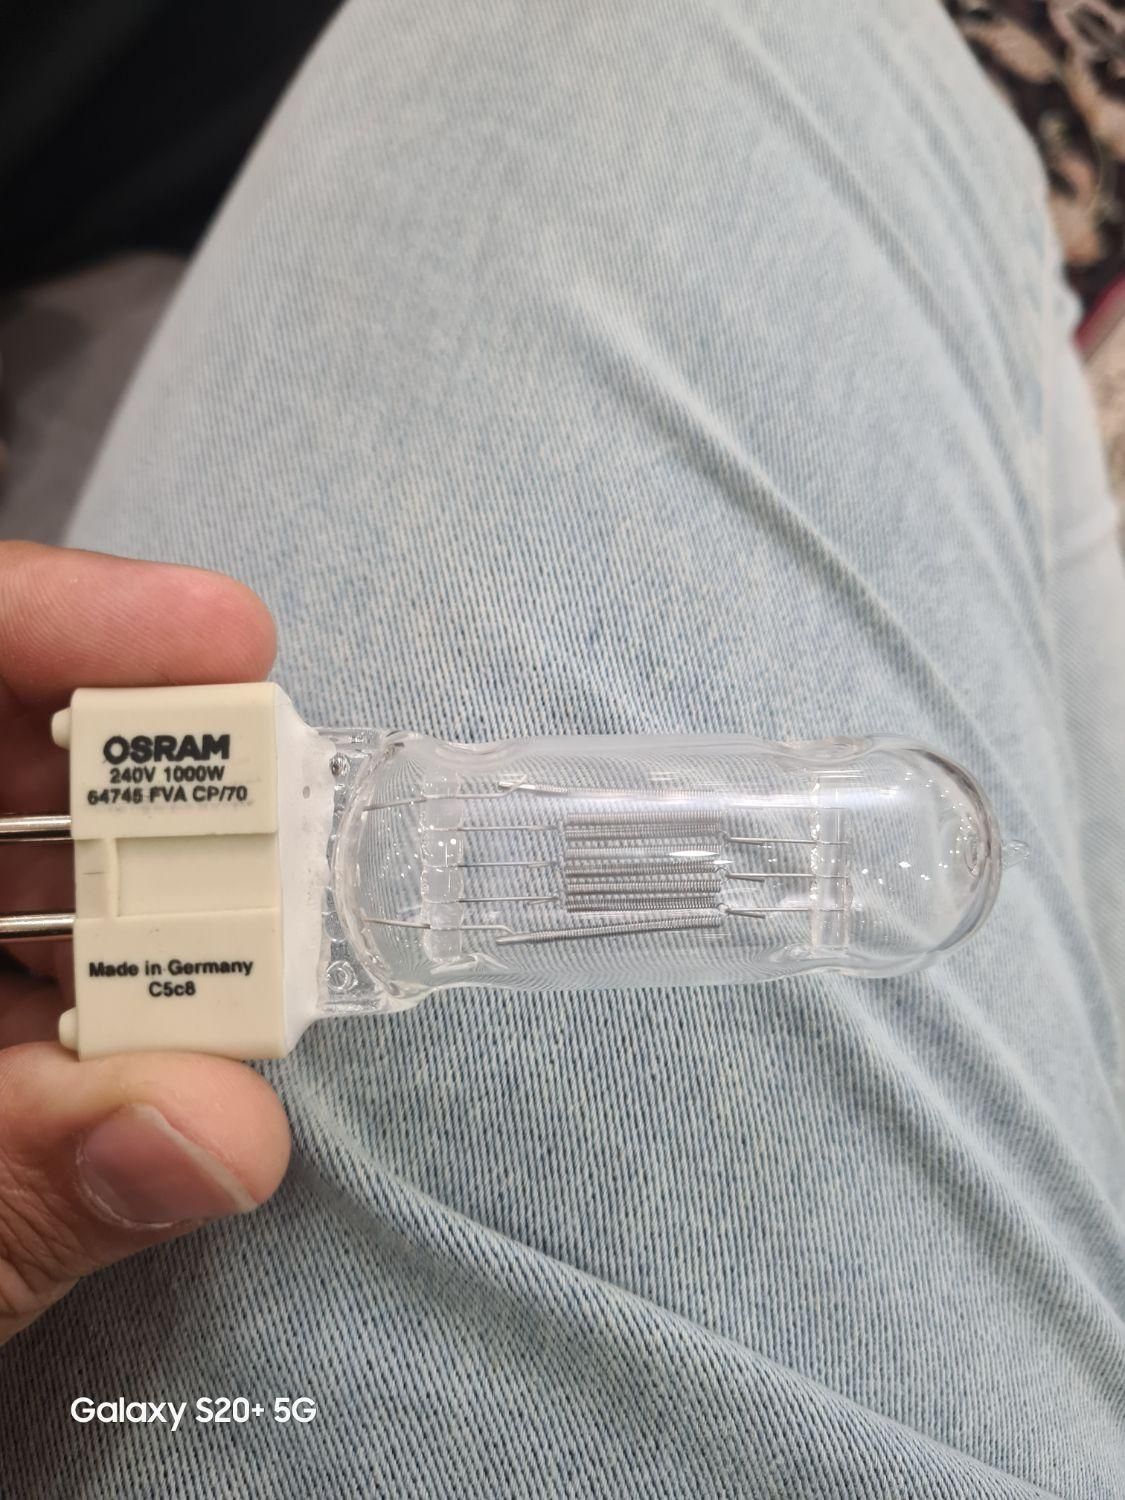 OSRAM
240V 1000W
64745 FVA CP/70
Made in Germany
C5c8
Galaxy S20+ 5G